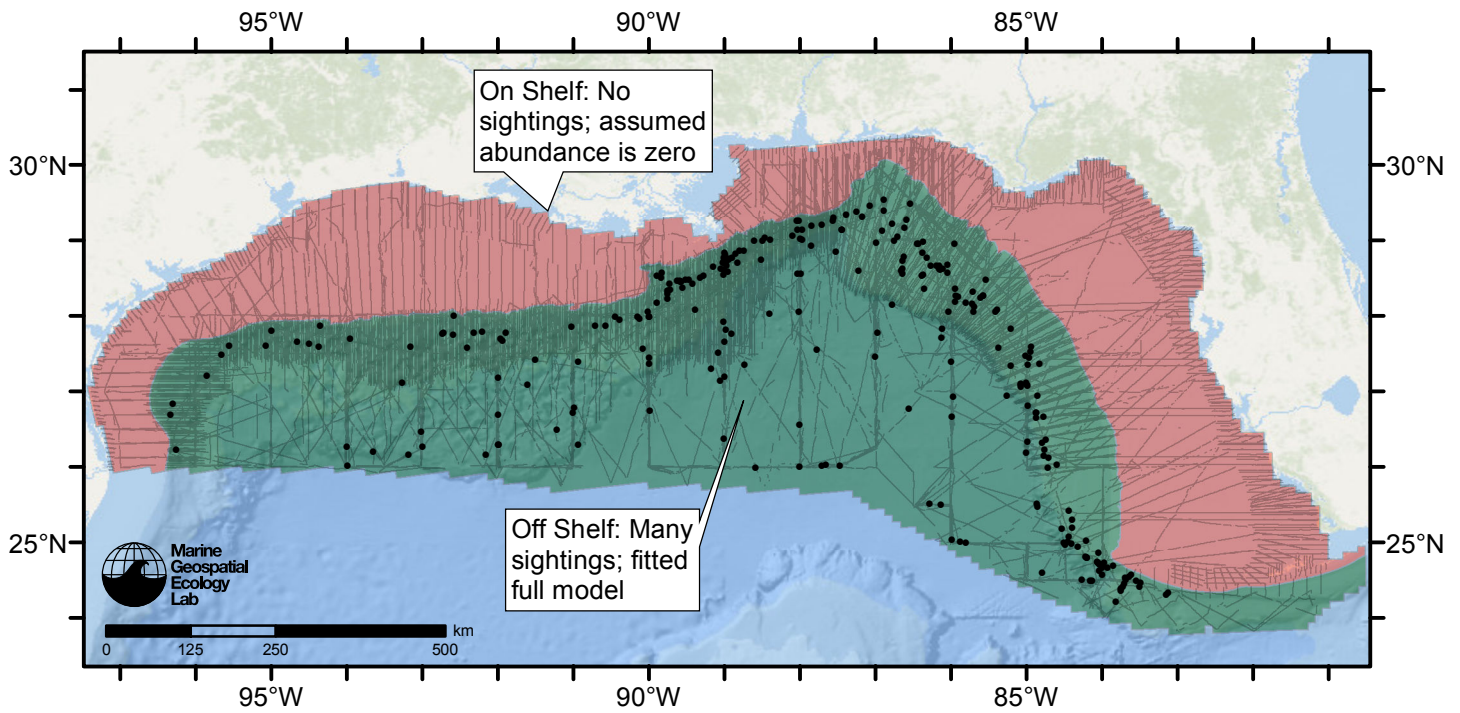 95°W
90°W
85°W
On Shelf: No
sightings; assumed
abundance is zero
30°N
30°N
Off Shelf: Many
sightings; fitted
full model
25°N
25°N
Marine
Geospatial
Ecology
Lab
km
0
125
250
500
95°W
90°W
85°W